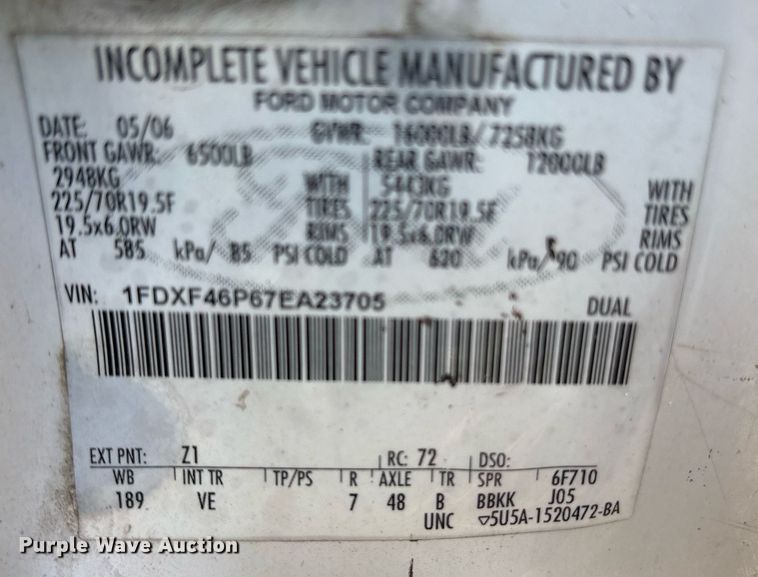 INCOMPLETE VEHICLE MANUFACTURED BY
FORD MOTOR COMPANY
DATE: 05/06 GVWR: 16000LB/ 7258KG
FRONT GAWR: 6500LB REAR GAWR: 12000LB
2948KG WITH 5443KG WITH
225/70R19.5F TIRES 225/70R19.5F TIRES
19.5x6.0RW RIMS 19.5x6.0RW RIMS
AT 585 kPa/ 85 PSI COLD AT 620 kPa/ 90 PSI COLD
VIN: 1FDXF46P67EA23705 DUAL
EXT PNT: Z1 RC: 72 DSO:
WB INT TR TP/PS R AXLE TR SPR 6F710
189 VE 7 48 B BBKK J05
UNC ▽5U5A-1520472-BA
Purple Wave Auction